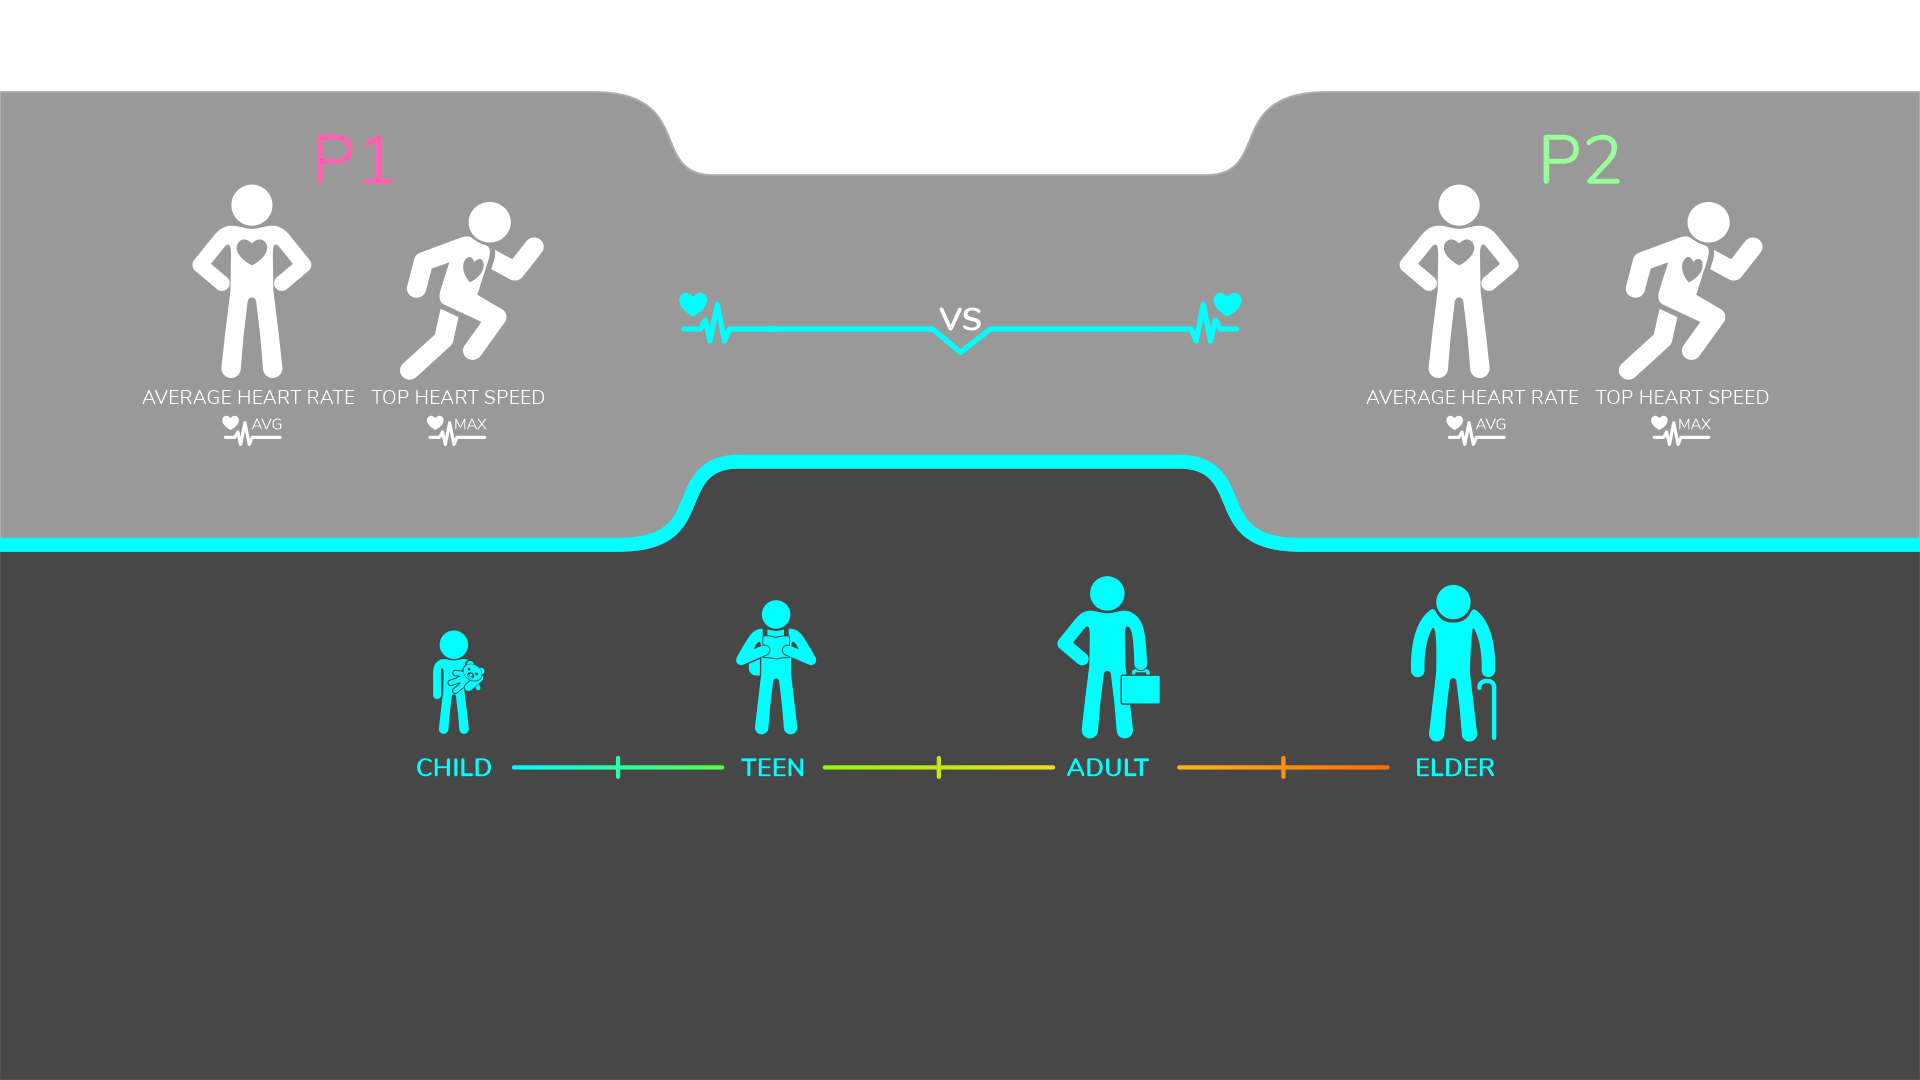 P1
P2
VS
AVERAGE HEART RATE TOP HEART SPEED
AVERAGE HEART RATE TOP HEART SPEED
AVG MAX
AVG MAX
CHILD TEEN ADULT ELDER